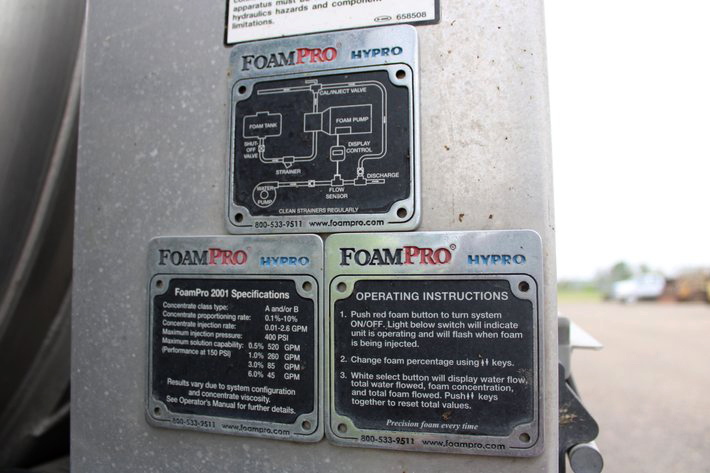 apparatus must be
hydraulics hazards and component
limitations.
658508
FOAMPRO HYPRO
CAL/INJECT VALVE
FOAM TANK
FOAM PUMP
SHUT-
OFF
VALVE
DISPLAY
CONTROL
STRAINER
DISCHARGE
WATER
PUMP
FLOW
SENSOR
CLEAN STRAINERS REGULARLY
800-533-9511 www.foampro.com
FOAMPRO HYPRO
FoamPro 2001 Specifications
Concentrate class type: A and/or B
Concentrate proportioning rate: 0.1%-10%
Concentrate injection rate: 0.01-2.6 GPM
Maximum injection pressure: 400 PSI
Maximum solution capability: 0.5% 520 GPM
(Performance at 150 PSI) 1.0% 260 GPM
3.0% 85 GPM
6.0% 45 GPM
Results vary due to system configuration
and concentrate viscosity.
See Operator's Manual for further details.
800-533-9511 www.foampro.com
FOAMPRO® HYPRO
OPERATING INSTRUCTIONS
1. Push red foam button to turn system
ON/OFF. Light below switch will indicate
unit is operating and will flash when foam
is being injected.
2. Change foam percentage using keys.
3. White select button will display water flow,
total water flowed, foam concentration,
and total foam flowed. Push keys
together to reset total values.
Precision foam every time
800-533-9511 www.foampro.com